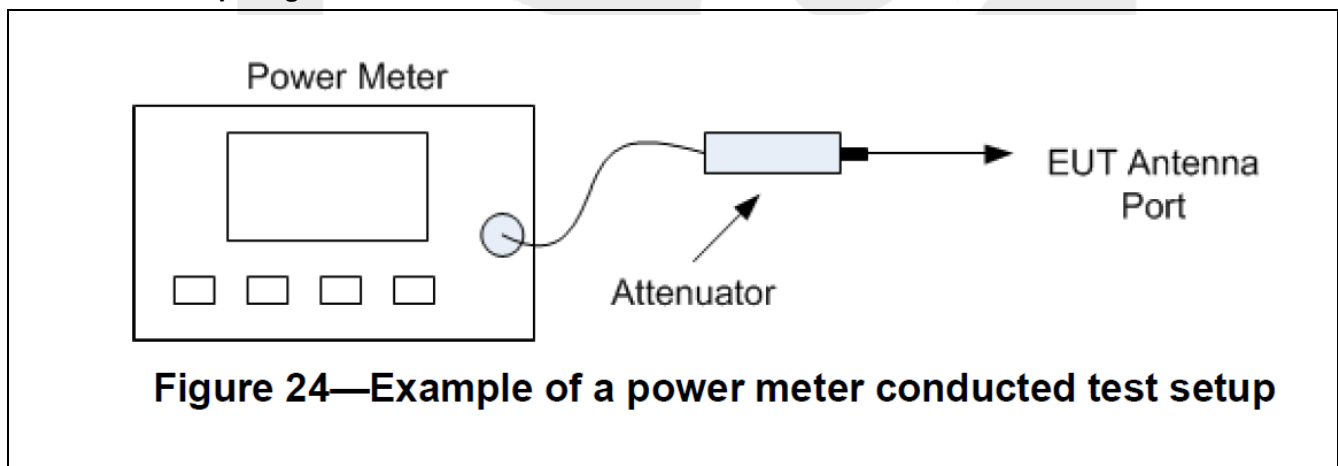 Power Meter
EUT Antenna
Port
Attenuator
Figure 24—Example of a power meter conducted test setup